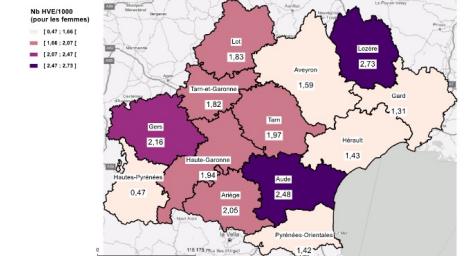 Nb HVE/1000
(pour les femmes)
[ 0,47 ; 1,66 ]
[ 1,66 ; 2,07 ]
[ 2,07 ; 2,47 ]
[ 2,47 ; 2,73 ]
Lot
1,83
Lozère
2,73
Aveyron
1,59
Tarn-et-Garonne
1,82
Gard
1,31
Gers
2,16
Tarn
1,97
Hérault
1,43
Haute-Garonne
1,94
Hautes-Pyrénées
0,47
Aude
2,48
Ariège
2,05
Pyrénées-Orientales
1,42
0
la Vella